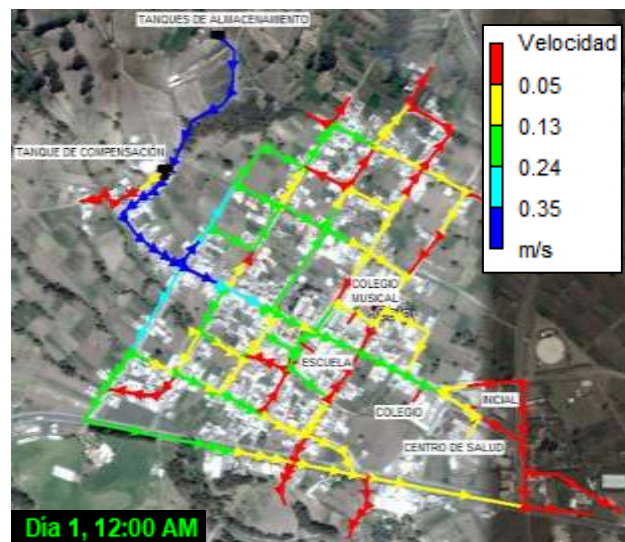 TANQUES DE ALMACENAMIENTO
Velocidad
0.05
0.13
0.24
0.35
m/s
TANQUE DE COMPENSACIÓN
COLEGIO
MUSICAL
ESCUELA
INICIAL
COLEGIO
CENTRO DE SALUD
Dia 1, 12:00 AM